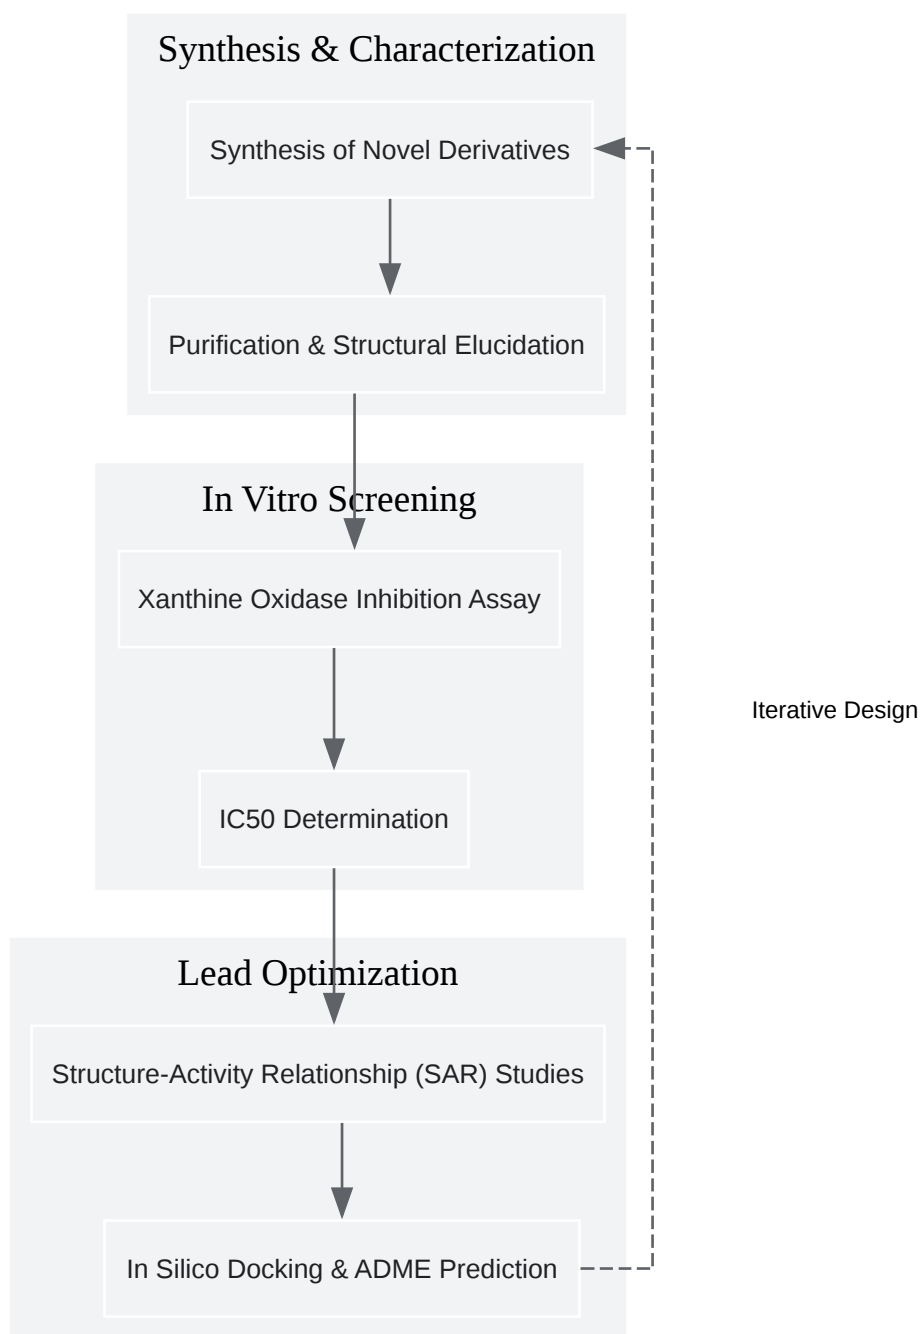 Synthesis & Characterization
Synthesis of Novel Derivatives
Purification & Structural Elucidation
In Vitro Screening
Xanthine Oxidase Inhibition Assay
Iterative Design
IC50 Determination
Lead Optimization
Structure-Activity Relationship (SAR) Studies
In Silico Docking & ADME Prediction